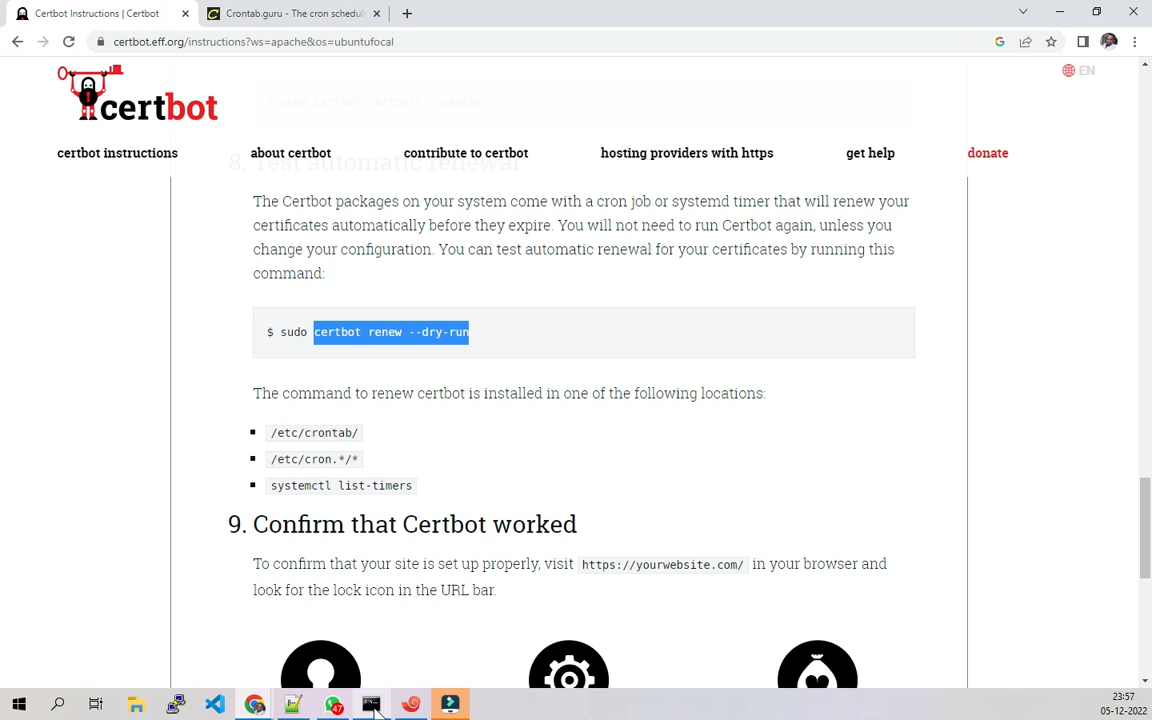 Certbot Instructions | Certbot
Crontab.guru - The cron schedule
certbot.eff.org/instructions?ws=apache&os=ubuntufocal
EN
certbot
certbot instructions
about certbot
contribute to certbot
hosting providers with https
get help
donate
8. Test automatic renewal
The Certbot packages on your system come with a cron job or systemd timer that will renew your
certificates automatically before they expire. You will not need to run Certbot again, unless you
change your configuration. You can test automatic renewal for your certificates by running this
command:
$ sudo certbot renew --dry-run
The command to renew certbot is installed in one of the following locations:
/etc/crontab/
/etc/cron.*/*
systemctl list-timers
9. Confirm that Certbot worked
To confirm that your site is set up properly, visit https://yourwebsite.com/ in your browser and
look for the lock icon in the URL bar.
47
23:57
05-12-2022